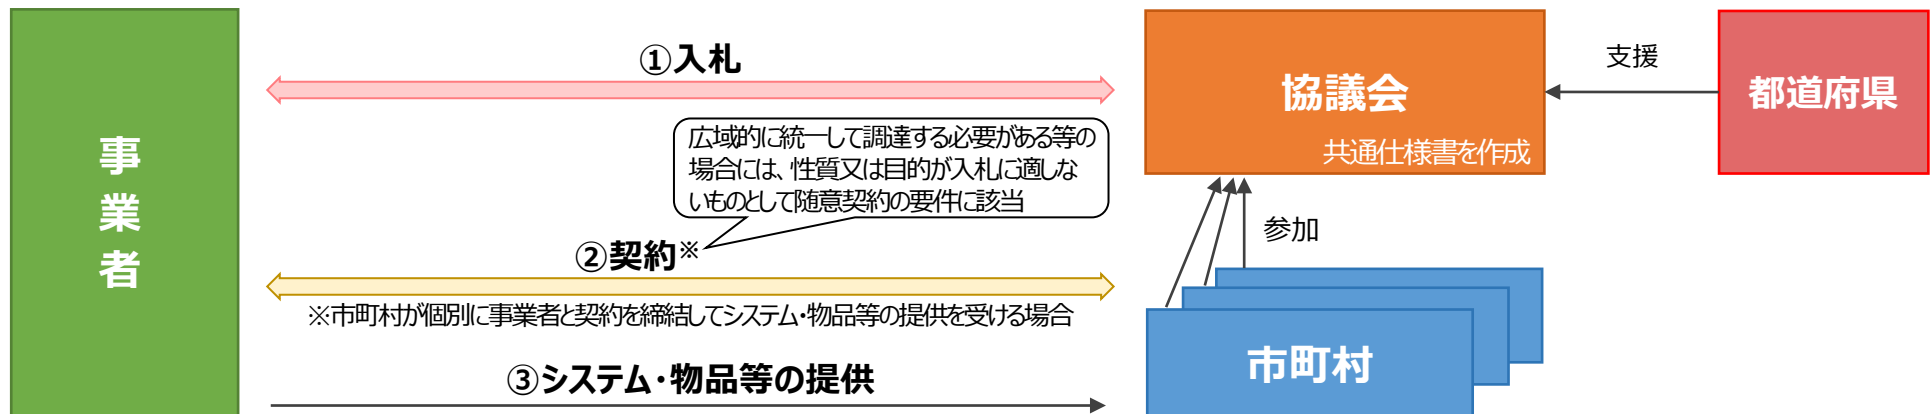 事業者
①入札
協議会
共通仕様書を作成
支援
都道府県
広域的に統一して調達する必要がある等の
場合には、性質又は目的が入札に適しな
いものとして随意契約の要件に該当
②契約※
※市町村が個別に事業者と契約を締結してシステム・物品等の提供を受ける場合
参加
市町村
③システム・物品等の提供